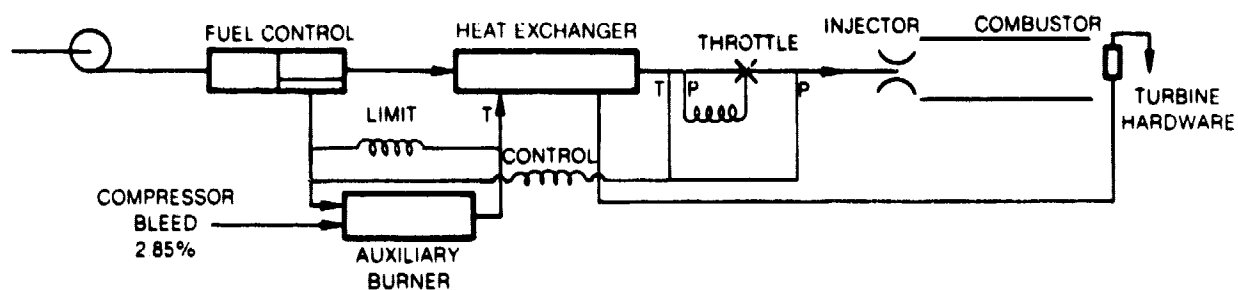 FUEL CONTROL
HEAT EXCHANGER
THROTTLE
INJECTOR
COMBUSTOR
T
P
P
T
LIMIT
CONTROL
TURBINE
HARDWARE
COMPRESSOR
BLEED
2.85%
AUXILIARY
BURNER